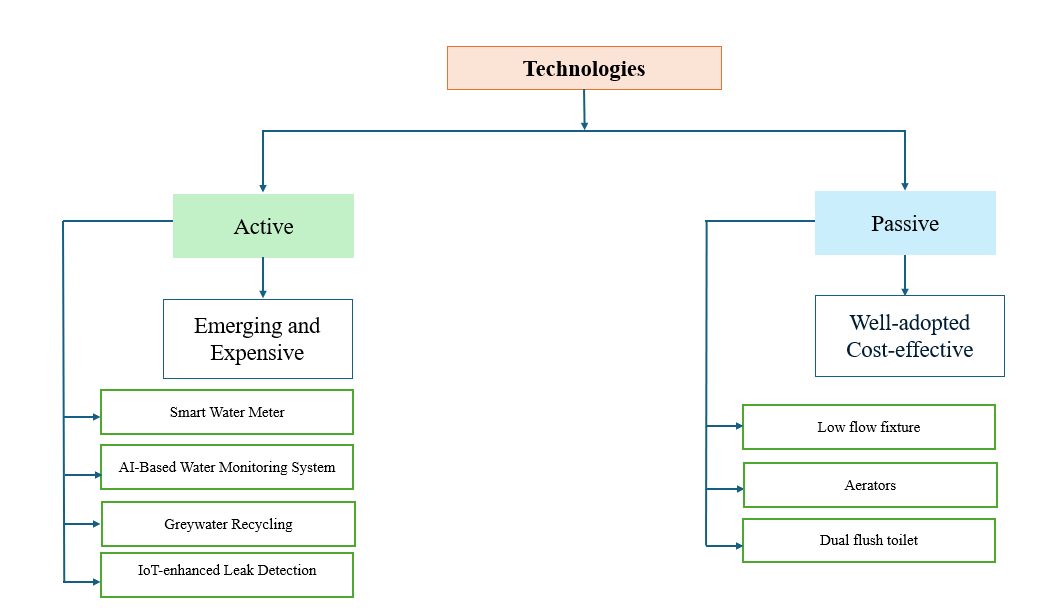 Technologies
Active
Passive
Emerging and
Expensive
Well-adopted
Cost-effective
Smart Water Meter
AI-Based Water Monitoring System
Greywater Recycling
IoT-enhanced Leak Detection
Low flow fixture
Aerators
Dual flush toilet